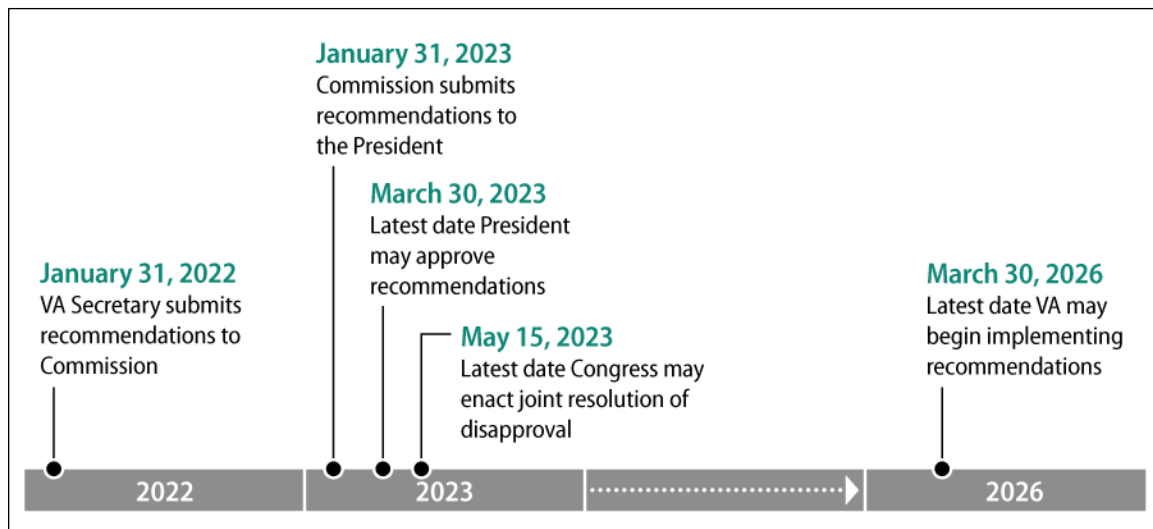 January 31, 2023
Commission submits
recommendations to
the President
March 30, 2023
Latest date President
may approve
recommendations
January 31, 2022
VA Secretary submits
recommendations to
Commission
May 15, 2023
Latest date Congress may
enact joint resolution of
disapproval
March 30, 2026
Latest date VA may
begin implementing
recommendations
2022
2023
2026